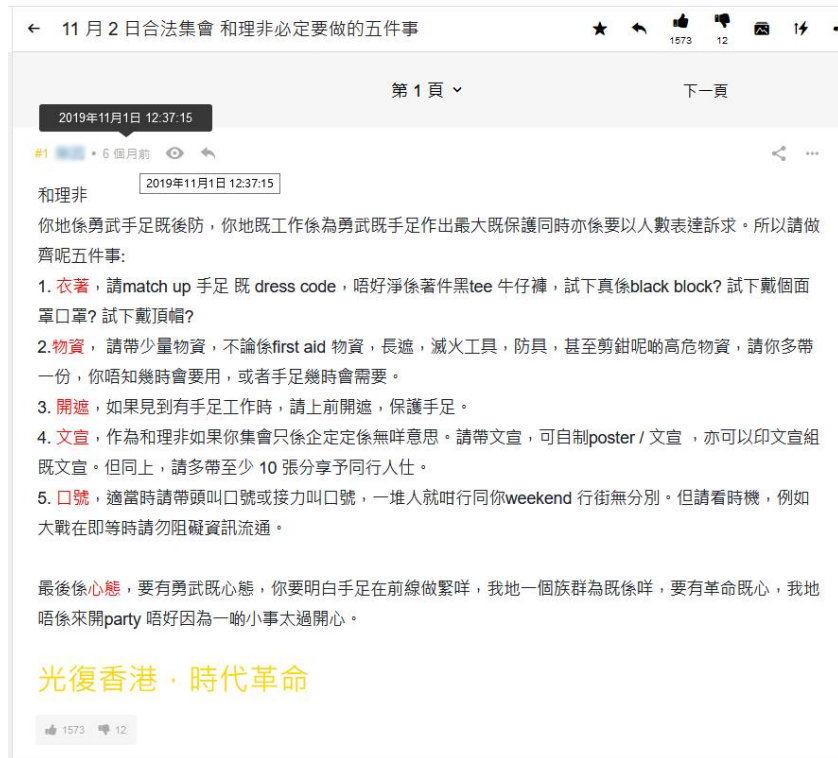 11 月 2 日合法集會 和理非必定要做的五件事
1573
12
第 1 頁
下一頁
2019年11月1日 12:37:15
#1
• 6 個月前
2019年11月1日 12:37:15
和理非
你地係勇武手足既後防，你地既工作係為勇武既手足作出最大既保護同時亦係要以人數表達訴求。所以請做
齊呢五件事:
1. 衣著，請match up 手足 既 dress code，唔好淨係著件黑tee 牛仔褲，試下真係black block? 試下戴個面
罩口罩? 試下戴頂帽?
2.物資， 請帶少量物資，不論係first aid 物資，長遮，滅火工具，防具，甚至剪鉗呢啲高危物資，請你多帶
一份，你唔知幾時會要用，或者手足幾時會需要。
3. 開遮，如果見到有手足工作時，請上前開遮，保護手足。
4. 文宣，作為和理非如果你集會只係企定定係無咩意思。請帶文宣，可自制poster / 文宣 ，亦可以印文宣組
既文宣。但同上，請多帶至少 10 張分享予同行人仕。
5. 口號，適當時請帶頭叫口號或接力叫口號，一堆人就咁行同你weekend 行街無分別。但請看時機，例如
大戰在即等時請勿阻礙資訊流通。
最後係心態，要有勇武既心態，你要明白手足在前線做緊咩，我地一個族群為既係咩，要有革命既心，我地
唔係來開party 唔好因為一啲小事太過開心。
光復香港，時代革命
1573
12